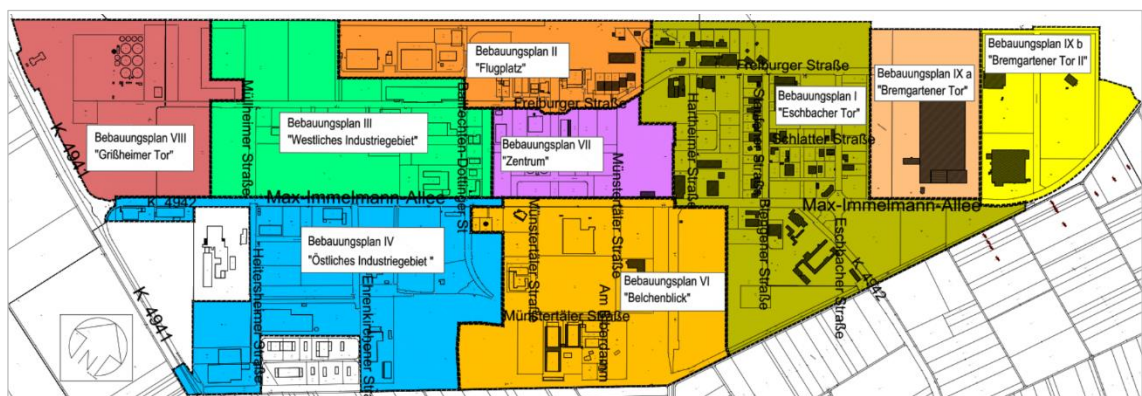 Bebauungsplan VIII
"Grißheimer Tor"
Bebauungsplan III
"Westliches Industriegebiet"
Bebauungsplan II
"Flugplatz"
Bebauungsplan VII
"Zentrum"
Bebauungsplan I
"Eschbacher Tor"
Bebauungsplan IX a
"Bremgartener Tor"
Bebauungsplan IX b
"Bremgartener Tor II"
Bebauungsplan IV
"Östliches Industriegebiet "
Bebauungsplan VI
"Belchenblick"
Freiburger Straße
Freiburger Straße
Schlatter Straße
Max-Immelmann-Allee
Max-Immelmann-Allee
K 4941
K 4941
K 4942
K 4942
Müllheimer Straße
Hartheimer Straße
Münstertäler Straße
Münstertäler Straße
Münstertäler Straße
Biengener Straße
Eschbacher Straße
Heitersheimer Straße
Ehrenkirchener Str